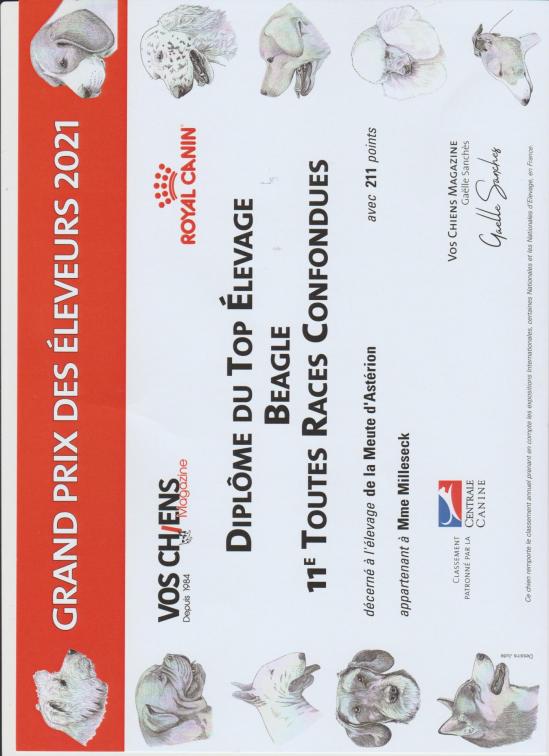 GRAND PRIX DES ÉLEVEURS 2021
VOS CHIENS
Magazine
Depuis 1984
ROYAL CANIN
DIPLÔME DU TOP ÉLEVAGE
BEAGLE
11E TOUTES RACES CONFONDUES
décerné à l'élevage de la Meute d'Astérion avec 211 points
appartenant à Mme Milleseck
CLASSEMENT
PATRONNÉ PAR LA
CENTRALE
CANINE
VOS CHIENS MAGAZINE
Gaëlle Sanchès
Gaelle Sanches
Dessins Jude
Ce chien remporte le classement annuel prenant en compte les expositions Internationales, certaines Nationales et les Nationales d'Elevage, en France.